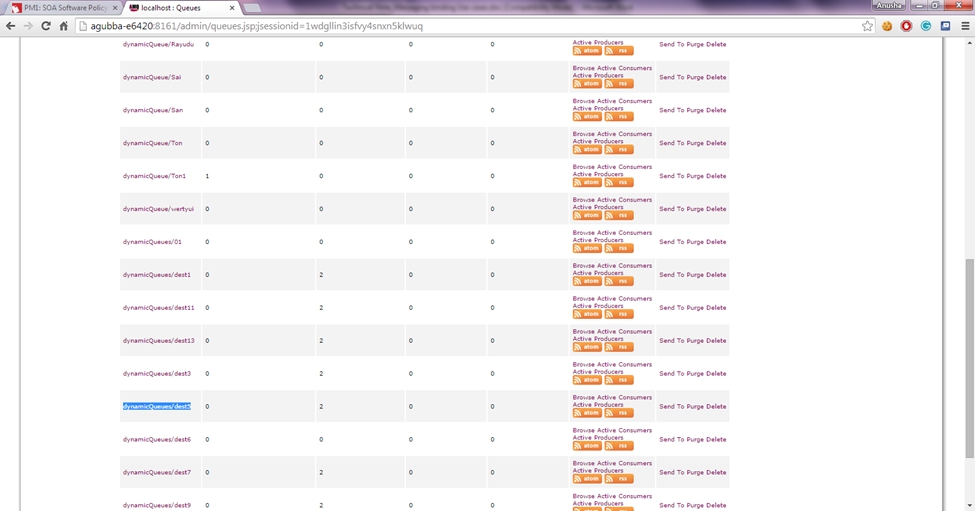 PM1: SOA Software Policy
localhost : Queues
Anusha
agubba-e6420:8161/admin/queues.jsp;jsessionid=1wdgllin3isfvy4snxn5klwuq
dynamicQueue/Rayudu 0 0 0 0 Active Producers Send To Purge Delete
atom rss
Browse Active Consumers
dynamicQueue/Sai 0 0 0 0 Active Producers Send To Purge Delete
atom rss
Browse Active Consumers
dynamicQueue/San 0 0 0 0 Active Producers Send To Purge Delete
atom rss
Browse Active Consumers
dynamicQueue/Ton 0 0 0 0 Active Producers Send To Purge Delete
atom rss
Browse Active Consumers
dynamicQueue/Ton1 1 0 0 0 Active Producers Send To Purge Delete
atom rss
Browse Active Consumers
dynamicQueue/wertyui 0 0 0 0 Active Producers Send To Purge Delete
atom rss
Browse Active Consumers
dynamicQueues/01 0 0 0 0 Active Producers Send To Purge Delete
atom rss
Browse Active Consumers
dynamicQueues/dest1 0 2 0 0 Active Producers Send To Purge Delete
atom rss
Browse Active Consumers
dynamicQueues/dest11 0 2 0 0 Active Producers Send To Purge Delete
atom rss
Browse Active Consumers
dynamicQueues/dest13 0 2 0 0 Active Producers Send To Purge Delete
atom rss
Browse Active Consumers
dynamicQueues/dest3 0 2 0 0 Active Producers Send To Purge Delete
atom rss
Browse Active Consumers
dynamicQueues/dest5 0 2 0 0 Active Producers Send To Purge Delete
atom rss
Browse Active Consumers
dynamicQueues/dest6 0 0 0 0 Active Producers Send To Purge Delete
atom rss
Browse Active Consumers
dynamicQueues/dest7 0 2 0 0 Active Producers Send To Purge Delete
atom rss
Browse Active Consumers
dynamicQueues/dest9 0 2 0 0 Active Producers Send To Purge Delete